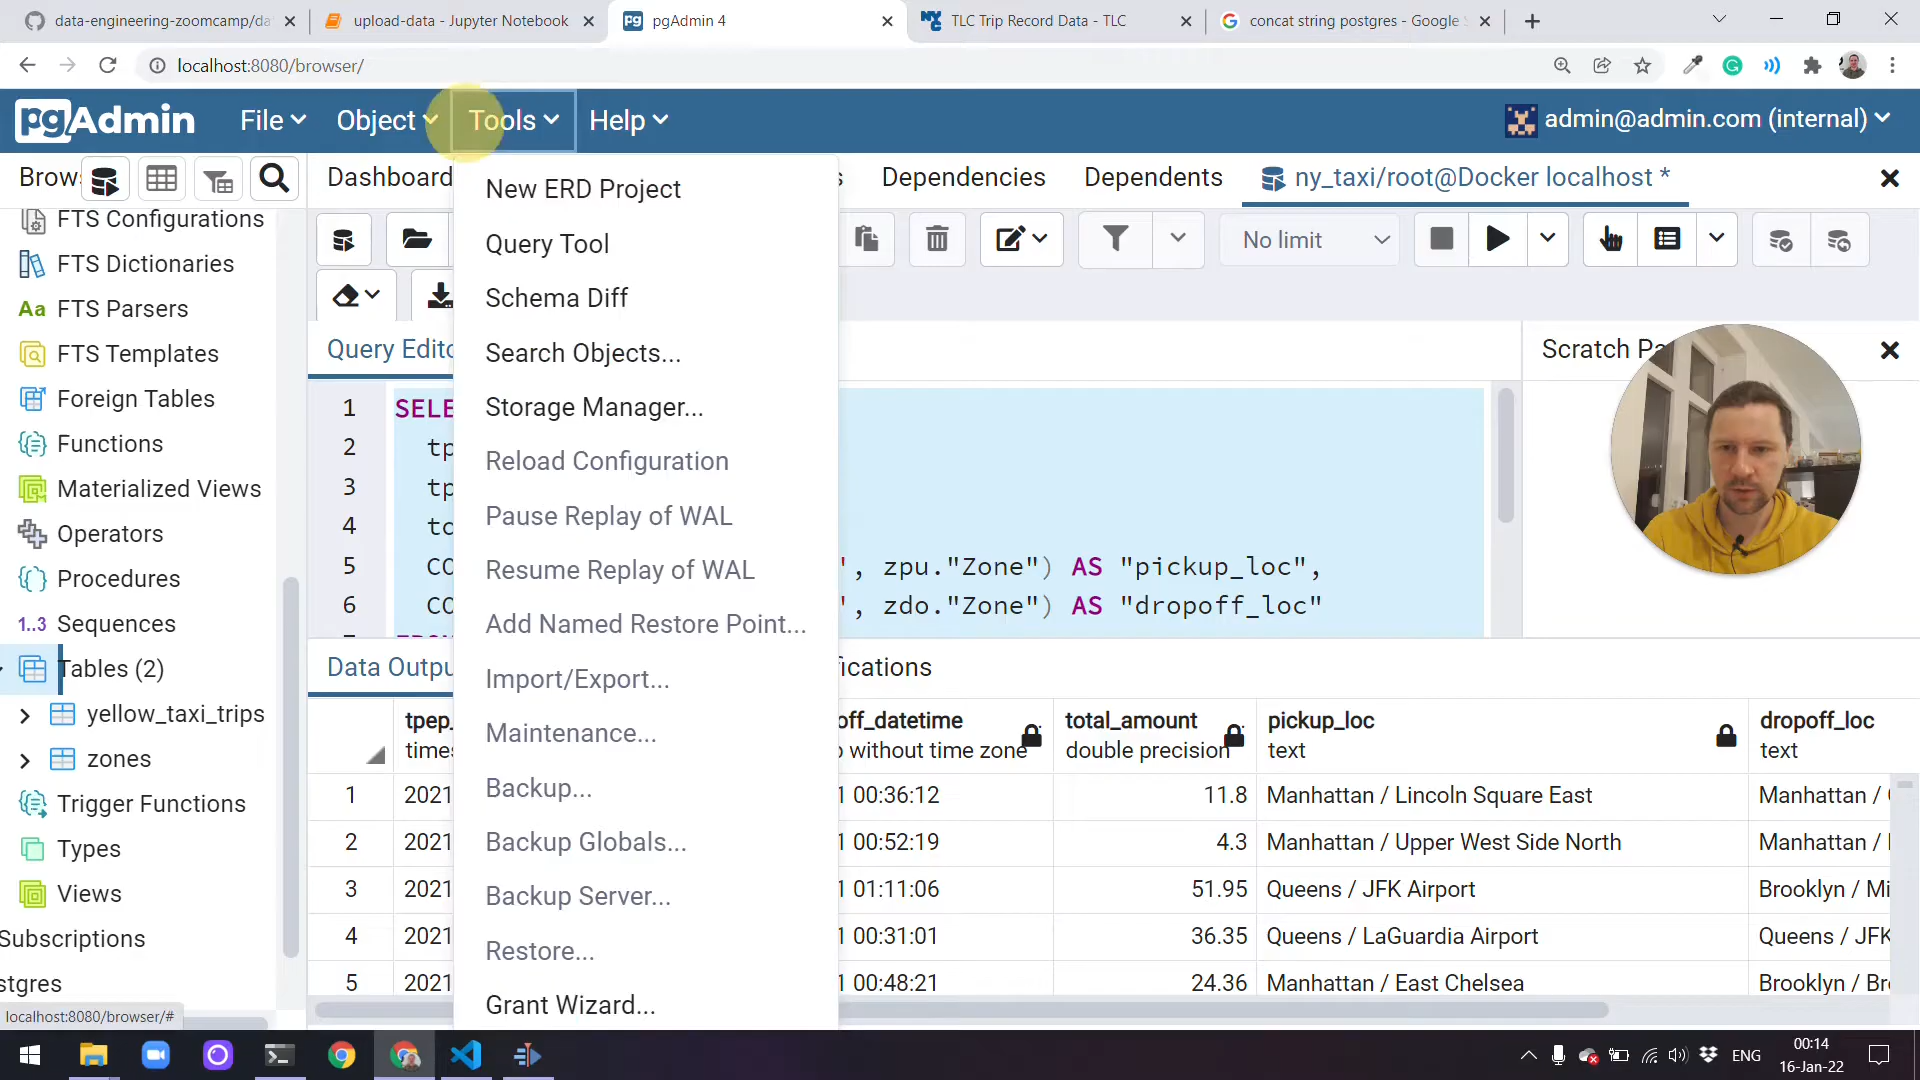 data-engineering-zoomcamp/da
upload-data - Jupyter Notebook
pgAdmin 4
TLC Trip Record Data - TLC
concat string postgres - Google
localhost:8080/browser/
pgAdmin
File
Object
Tools
Help
admin@admin.com (internal)
Brow
Dashboard
Dependencies
Dependents
ny_taxi/root@Docker localhost *
No limit
FTS Configurations
FTS Dictionaries
FTS Parsers
FTS Templates
Foreign Tables
Functions
Materialized Views
Operators
Procedures
1..3 Sequences
Tables (2)
yellow_taxi_trips
zones
Trigger Functions
Types
Views
Subscriptions
stgres
localhost:8080/browser/#
New ERD Project
Query Tool
Schema Diff
Search Objects...
Storage Manager...
Reload Configuration
Pause Replay of WAL
Resume Replay of WAL
Add Named Restore Point...
Import/Export...
Maintenance...
Backup...
Backup Globals...
Backup Server...
Restore...
Grant Wizard...
Query Edito
Scratch Pa
1 SELE
2 tp
3 tp
4 to
5 CO ', zpu."Zone") AS "pickup_loc",
6 CO ', zdo."Zone") AS "dropoff_loc"
Data Outpu
ifications
tpep_ off_datetime total_amount pickup_loc dropoff_loc
times without time zone double precision text text
1 2021 1 00:36:12 11.8 Manhattan / Lincoln Square East Manhattan /
2 2021 1 00:52:19 4.3 Manhattan / Upper West Side North Manhattan /
3 2021 1 01:11:06 51.95 Queens / JFK Airport Brooklyn / Mi
4 2021 1 00:31:01 36.35 Queens / LaGuardia Airport Queens / JFK
5 2021 1 00:48:21 24.36 Manhattan / East Chelsea Brooklyn / Br
ENG
00:14
16-Jan-22